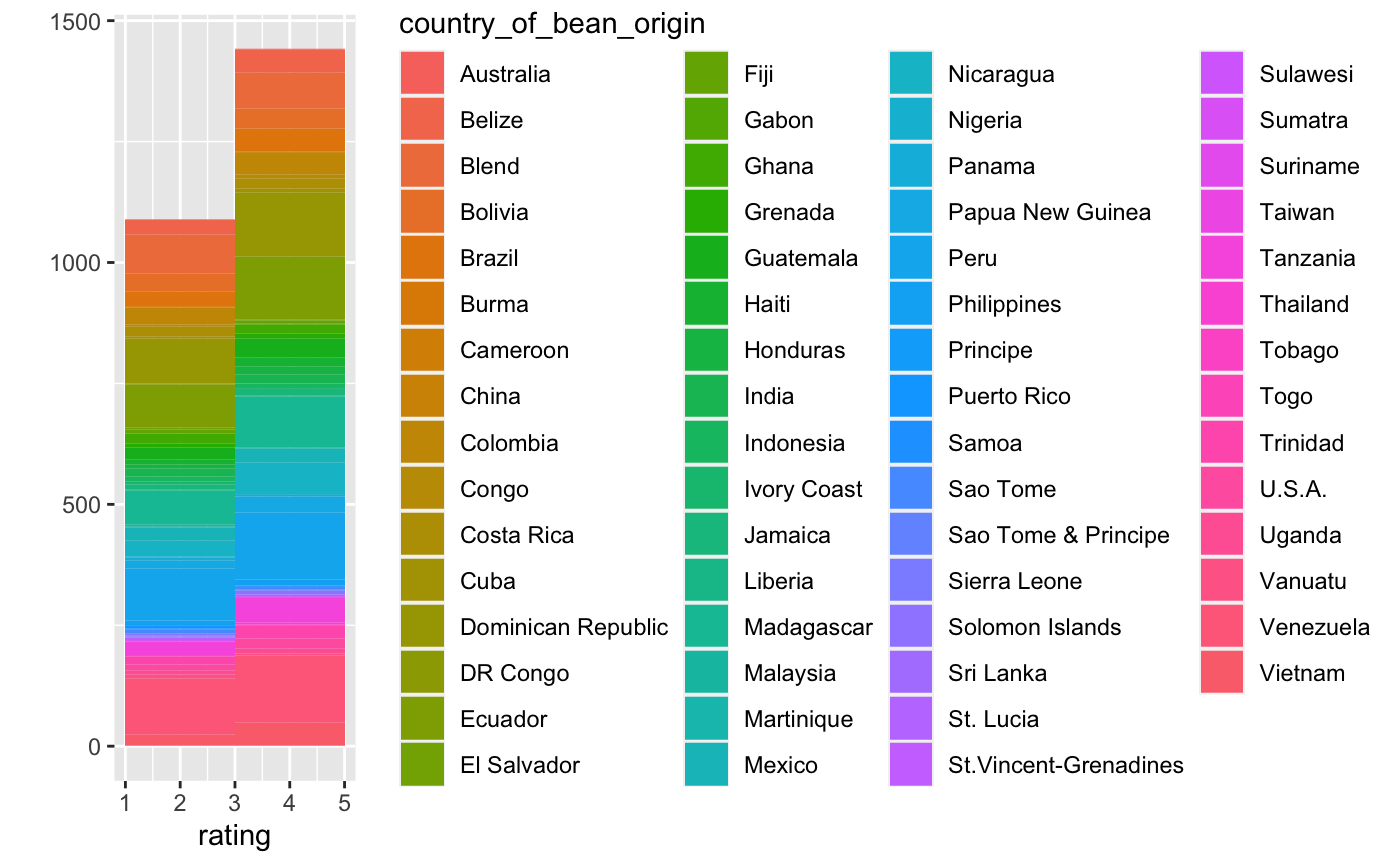 1500
1000
500
0
1 2 3 4 5
rating
country_of_bean_origin
Australia
Belize
Blend
Bolivia
Brazil
Burma
Cameroon
China
Colombia
Congo
Costa Rica
Cuba
Dominican Republic
DR Congo
Ecuador
El Salvador
Fiji
Gabon
Ghana
Grenada
Guatemala
Haiti
Honduras
India
Indonesia
Ivory Coast
Jamaica
Liberia
Madagascar
Malaysia
Martinique
Mexico
Nicaragua
Nigeria
Panama
Papua New Guinea
Peru
Philippines
Principe
Puerto Rico
Samoa
Sao Tome
Sao Tome & Principe
Sierra Leone
Solomon Islands
Sri Lanka
St. Lucia
St.Vincent-Grenadines
Sulawesi
Sumatra
Suriname
Taiwan
Tanzania
Thailand
Tobago
Togo
Trinidad
U.S.A.
Uganda
Vanuatu
Venezuela
Vietnam